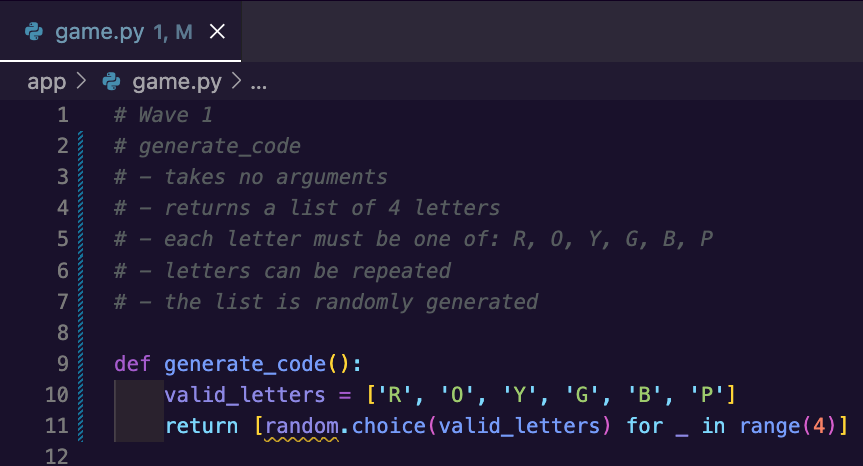 game.py 1, M ×
app > game.py > ...
1 # Wave 1
2 # generate_code
3 # - takes no arguments
4 # - returns a list of 4 letters
5 # - each letter must be one of: R, O, Y, G, B, P
6 # - letters can be repeated
7 # - the list is randomly generated
8
9 def generate_code():
10 valid_letters = ['R', 'O', 'Y', 'G', 'B', 'P']
11 return [random.choice(valid_letters) for _ in range(4)]
12